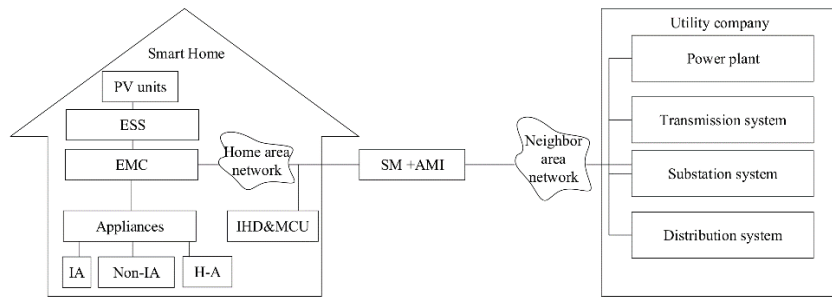 Smart Home
PV units
ESS
EMC
Home area
network
Appliances
IHD&MCU
IA
Non-IA
H-A
SM +AMI
Neighbor
area
network
Utility company
Power plant
Transmission system
Substation system
Distribution system